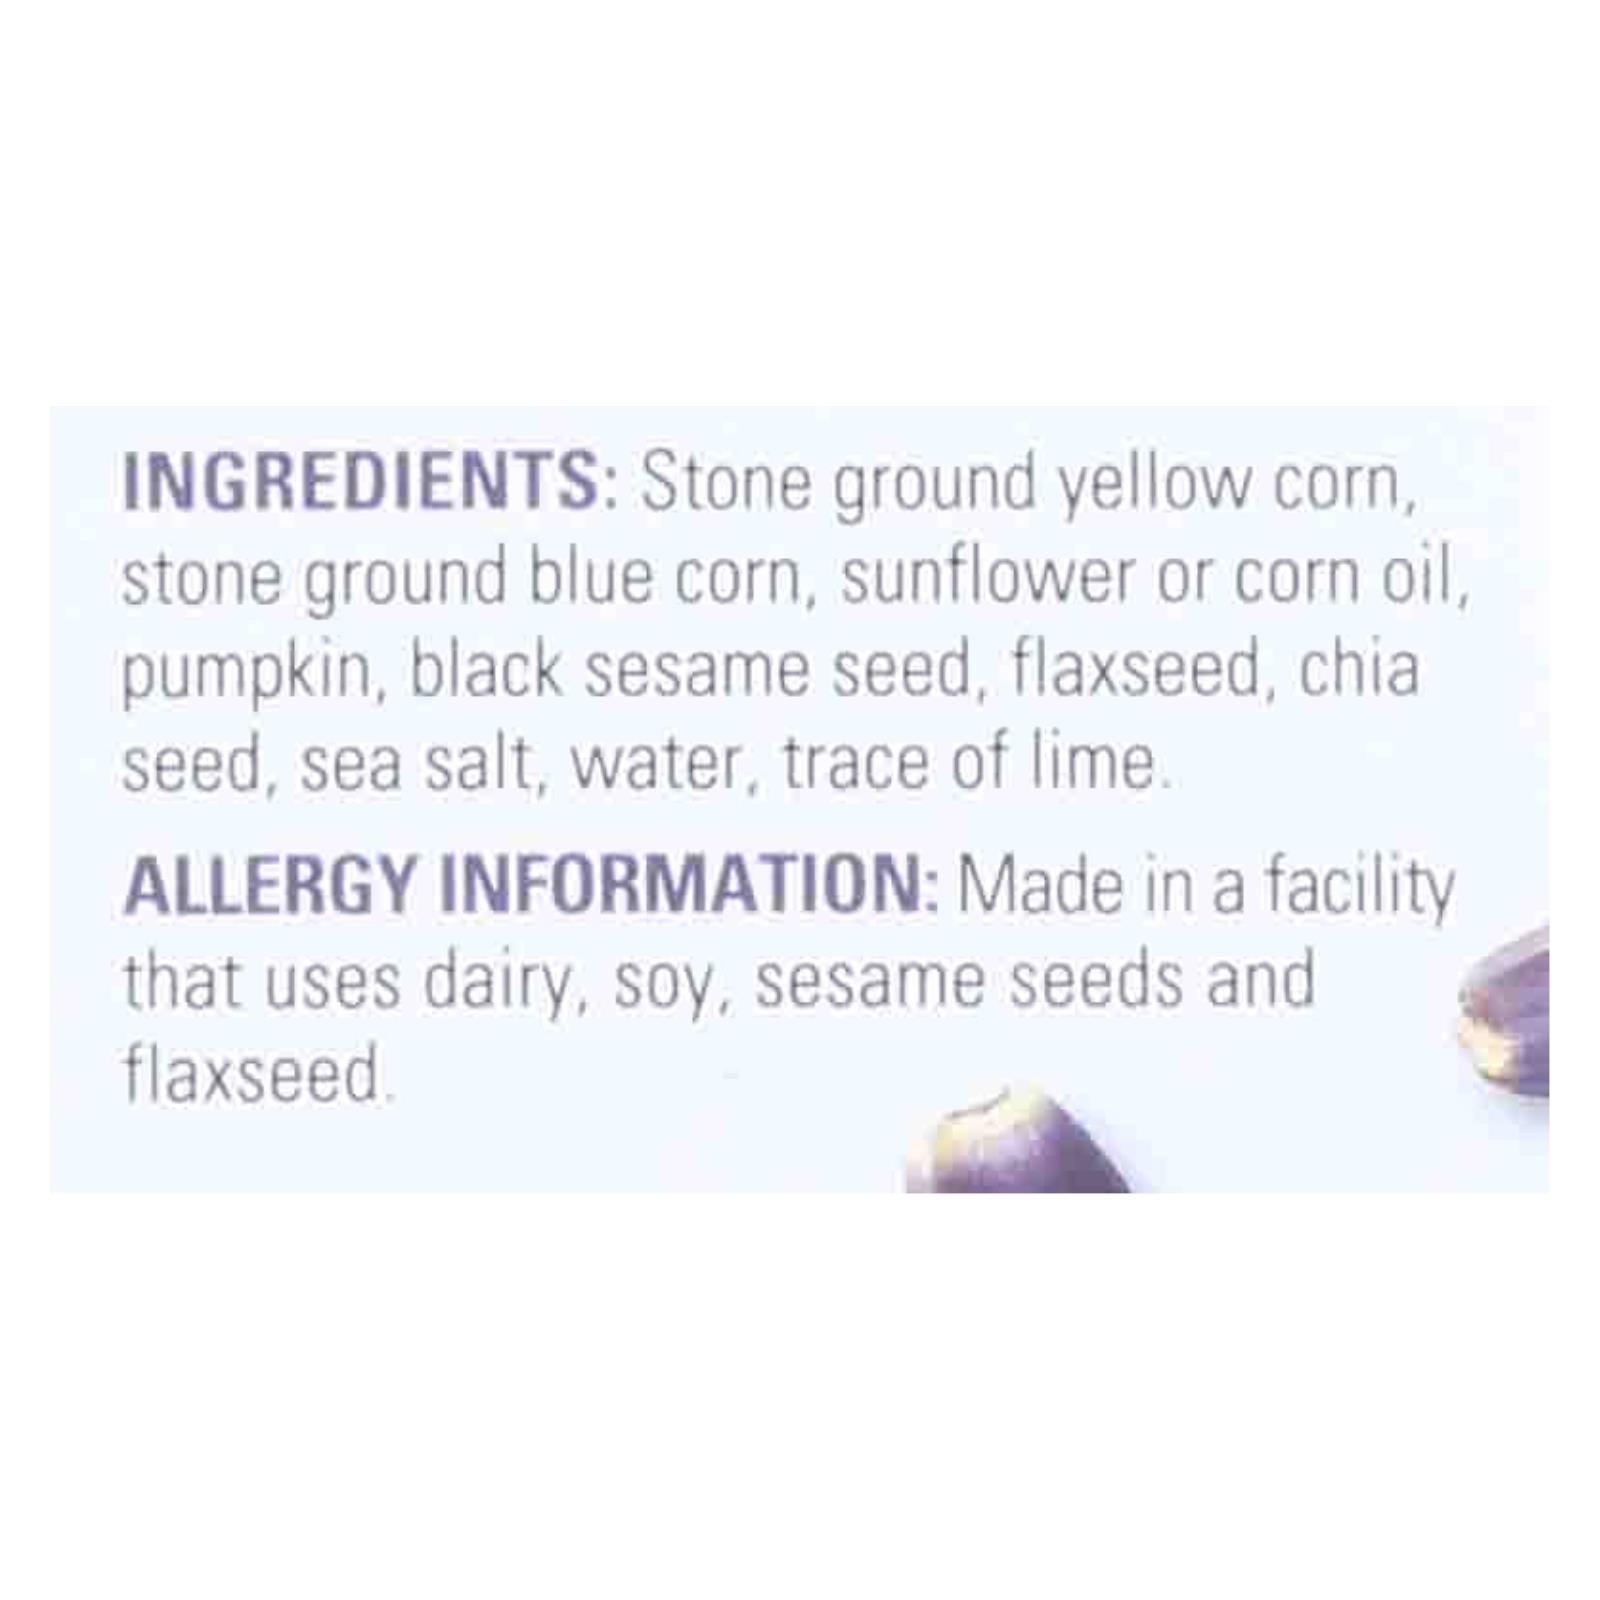 INGREDIENTS: Stone ground yellow corn,
stone ground blue corn, sunflower or corn oil,
pumpkin, black sesame seed, flaxseed, chia
seed, sea salt, water, trace of lime.
ALLERGY INFORMATION: Made in a facility
that uses dairy, soy, sesame seeds and
flaxseed.